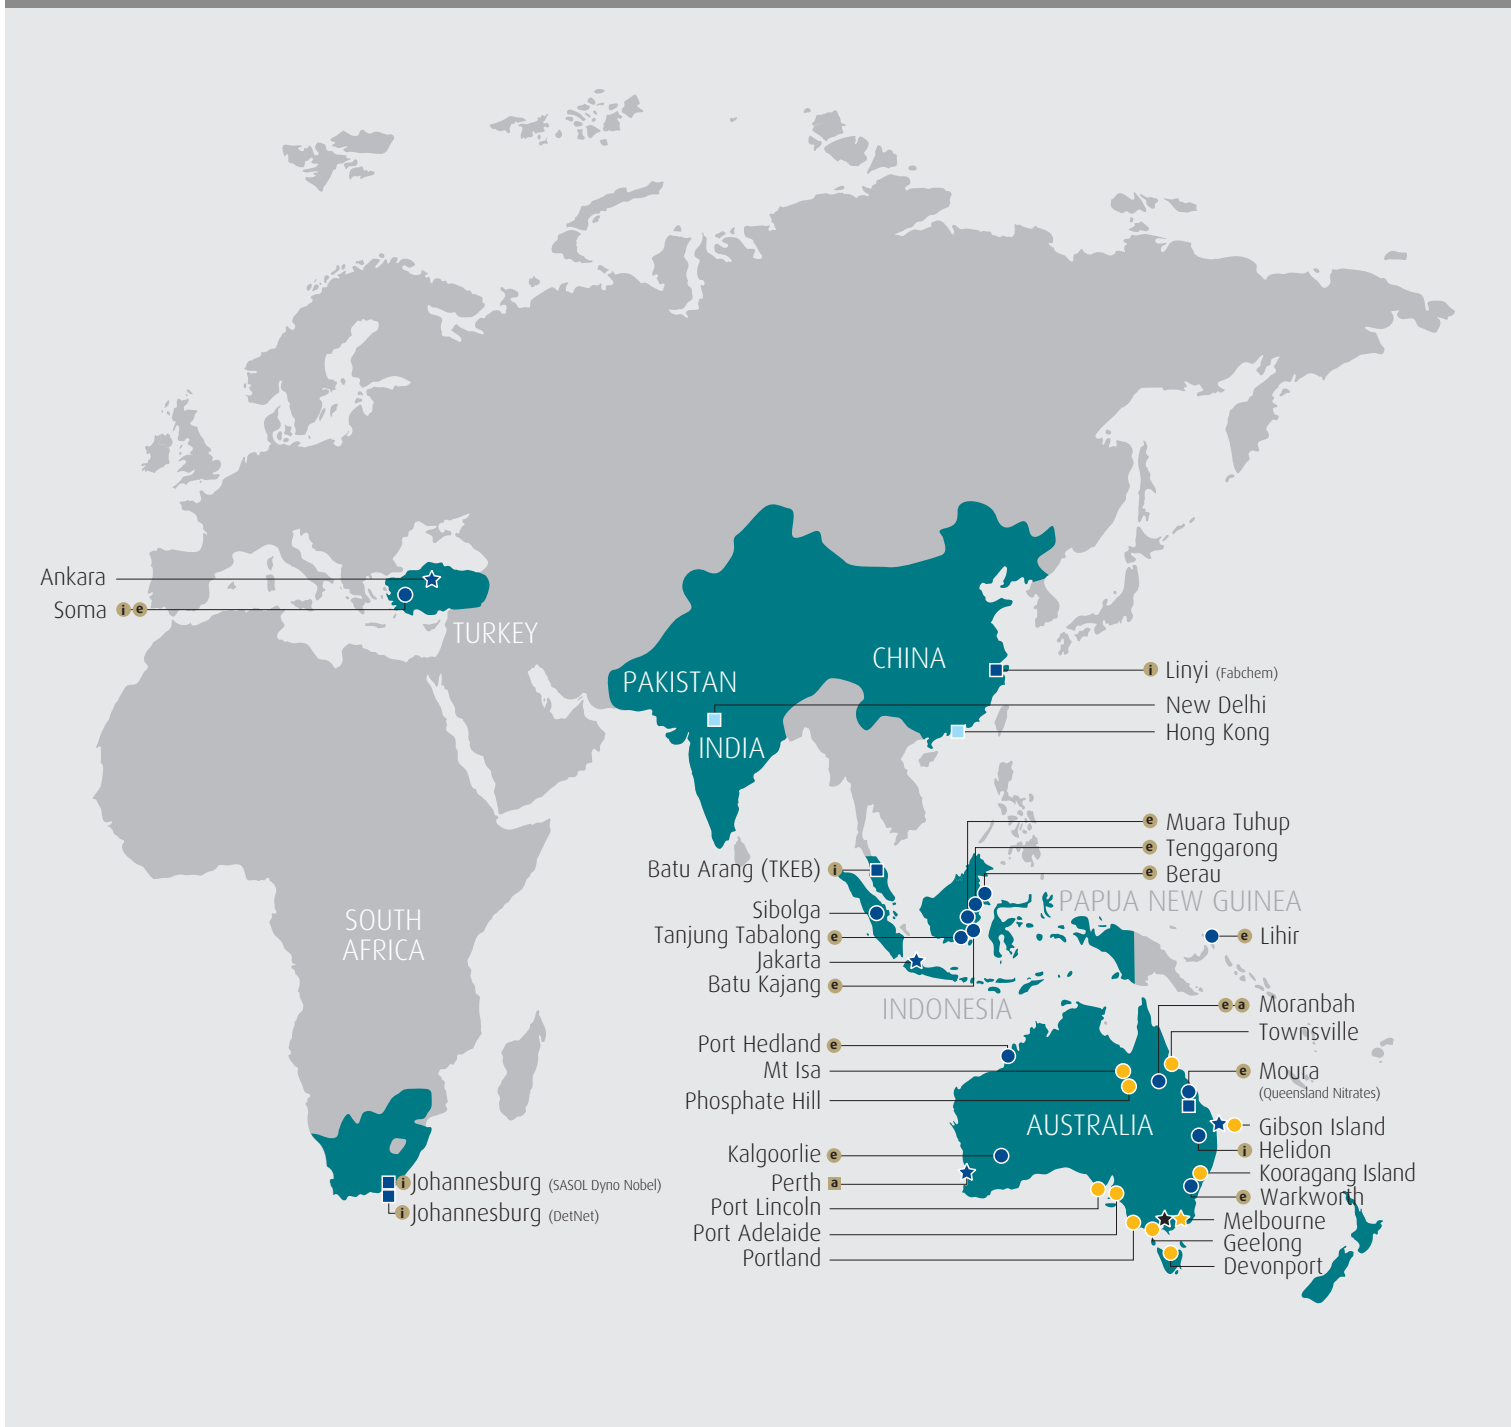 Ankara
Soma i e
TURKEY
PAKISTAN
CHINA
INDIA
i Linyi (Fabchem)
New Delhi
Hong Kong
e Muara Tuhup
e Tenggarong
e Berau
Batu Arang (TKEB) i
Sibolga
Tanjung Tabalong e
Jakarta
Batu Kajang e
PAPUA NEW GUINEA
e Lihir
INDONESIA
SOUTH
AFRICA
i Johannesburg (SASOL Dyno Nobel)
i Johannesburg (DetNet)
Port Hedland e
Mt Isa
Phosphate Hill
Kalgoorlie e
Perth a
Port Lincoln
Port Adelaide
Portland
AUSTRALIA
e a Moranbah
Townsville
e Moura
(Queensland Nitrates)
Gibson Island
i Helidon
Kooragang Island
e Warkworth
Melbourne
Geelong
Devonport